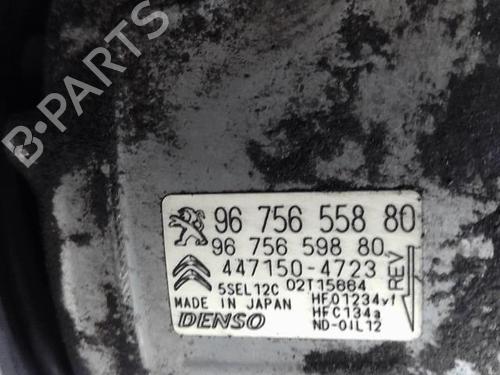 B-Parts
96 756 558 80
96 756 598 80
447150-4723
5SEL12C 02T15664
MADE IN JAPAN HF01234yf
HFC134a
DENSO ND-OIL12
REV